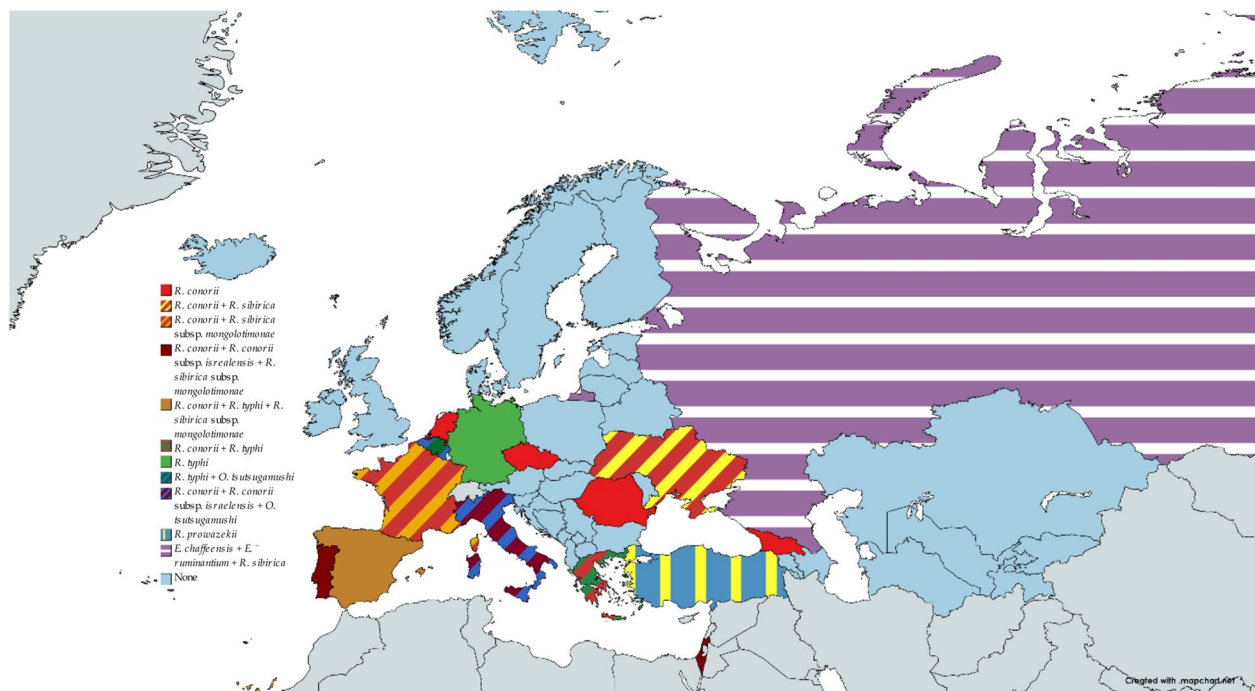 R. conorii
R. conorii + R. sibirica
R. conorii + R. sibirica
subsp. mongolotimonae
R. conorii + R. conorii
subsp. isrealensis + R.
sibirica subsp.
mongolotimonae
R. conorii + R. typhi + R.
sibirica subsp.
mongolotimonae
R. conorii + R. typhi
R. typhi
R. typhi + O. tsutsugamushi
R. conorii + R. conorii
subsp. israelensis + O.
tsutsugamushi
R. prowazekii
E. chaffeensis + E.
ruminantium + R. sibirica
None
Created with .mapchart.net